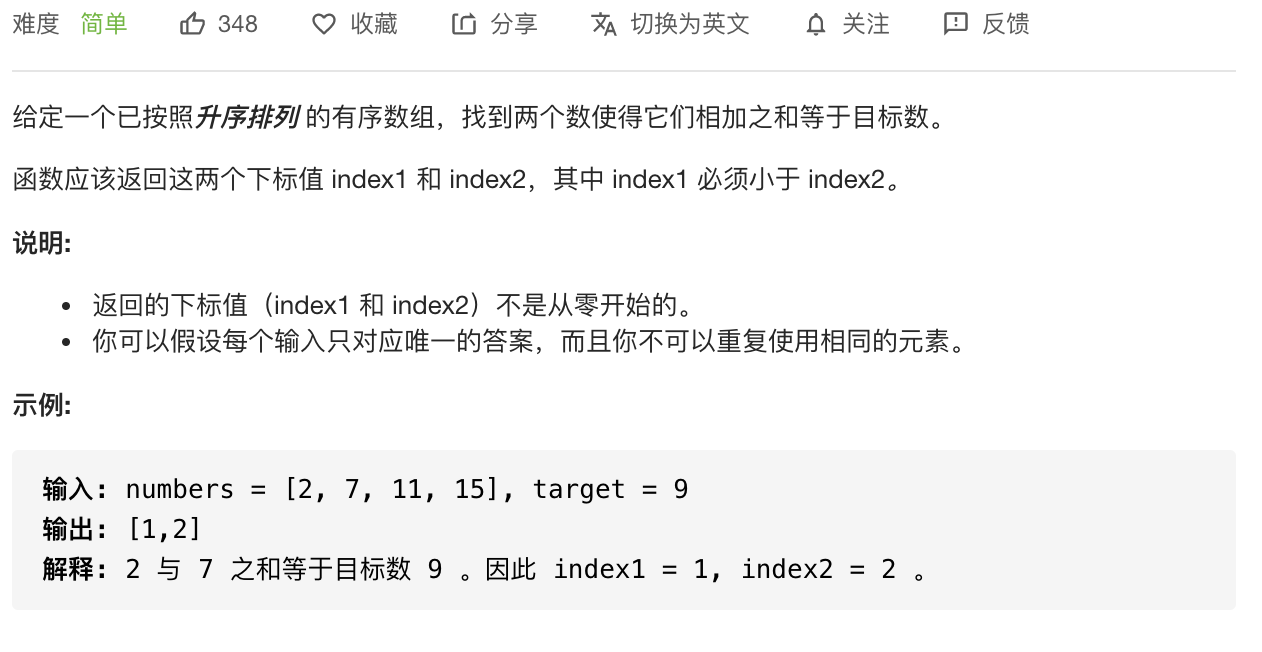 难度 简单 348 收藏 分享 切换为英文 关注 反馈
给定一个已按照升序排列 的有序数组，找到两个数使得它们相加之和等于目标数。
函数应该返回这两个下标值 index1 和 index2，其中 index1 必须小于 index2。
说明:
• 返回的下标值（index1 和 index2）不是从零开始的。
• 你可以假设每个输入只对应唯一的答案，而且你不可以重复使用相同的元素。
示例:
输入: numbers = [2, 7, 11, 15], target = 9
输出: [1,2]
解释: 2 与 7 之和等于目标数 9 。因此 index1 = 1, index2 = 2 。